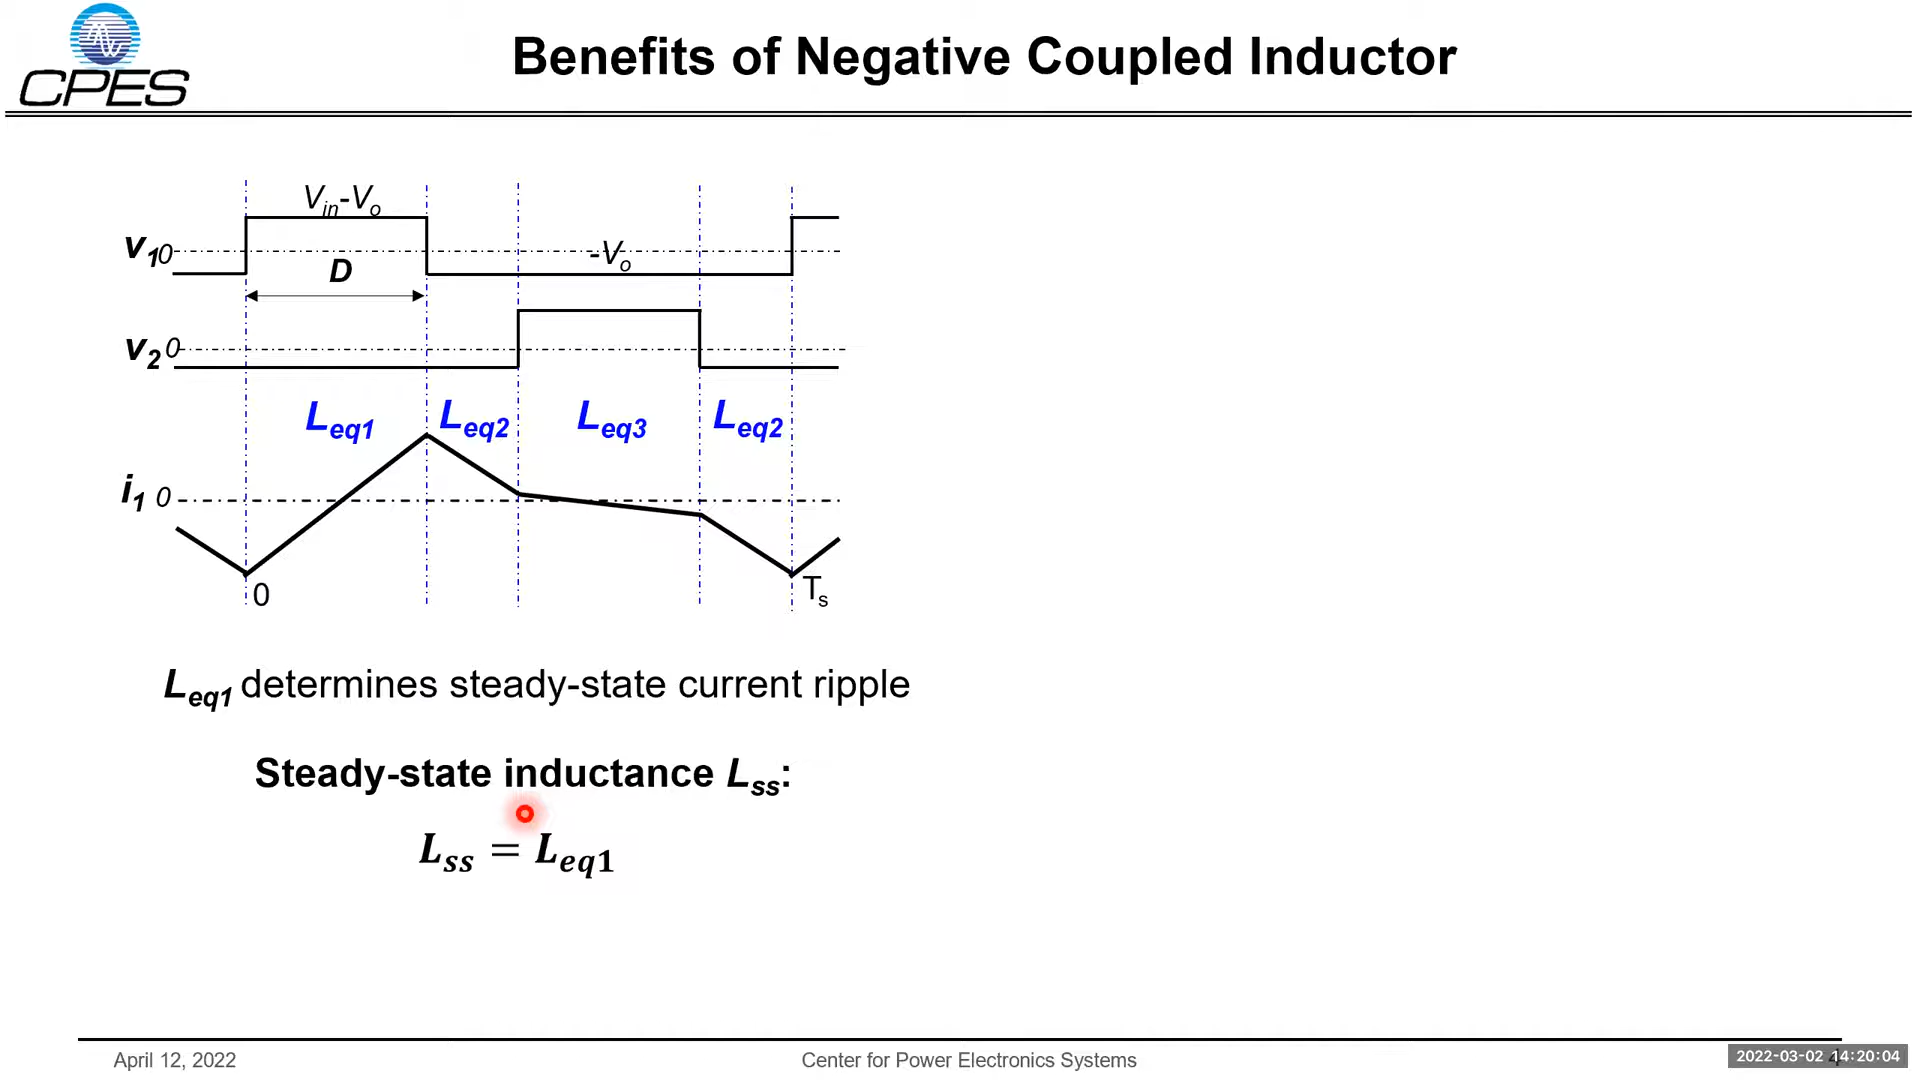 CPES
Benefits of Negative Coupled Inductor
Vin-Vo
v1 0
-Vo
D
v2 0
Leq1 Leq2 Leq3 Leq2
i1 0
0
Ts
Leq1 determines steady-state current ripple
Steady-state inductance Lss:
Lss = Leq1
April 12, 2022
Center for Power Electronics Systems
4
2022-03-02 14:20:04